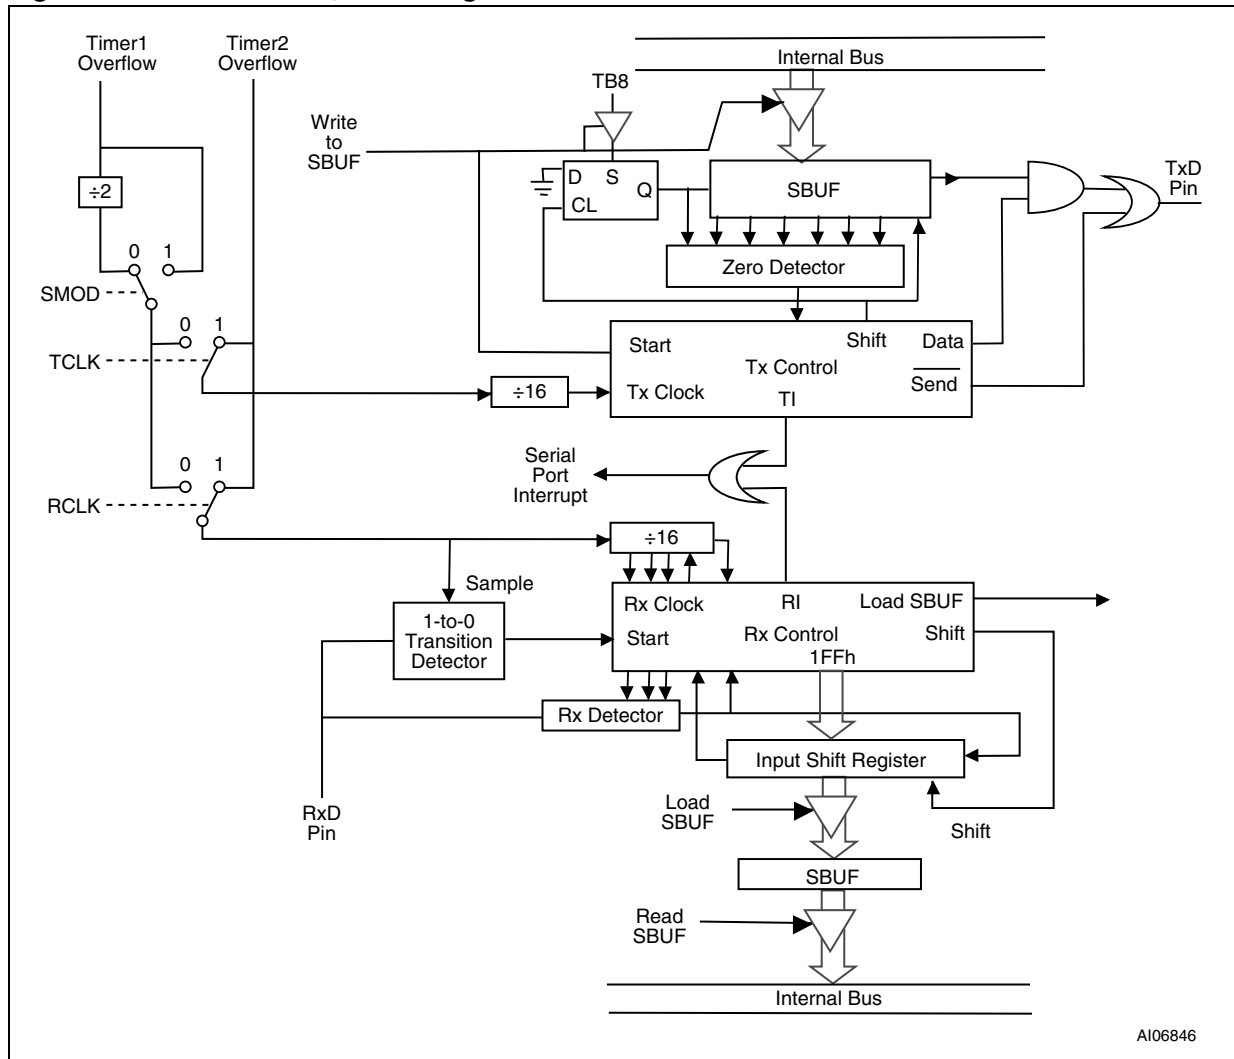 Timer1
Overflow
Timer2
Overflow
Internal Bus
TB8
Write
to
SBUF
÷2
D S
Q
CL
SBUF
TxD
Pin
0 1
Zero Detector
SMOD
0 1
TCLK
Start
Shift
Data
Tx Control
Send
÷16
Tx Clock
TI
0 1
Serial
Port
Interrupt
RCLK
÷16
Sample
Rx Clock
RI
Load SBUF
1-to-0
Transition
Detector
Start
Rx Control
Shift
1FFh
Rx Detector
Input Shift Register
RxD
Pin
Load
SBUF
Shift
SBUF
Read
SBUF
Internal Bus
AI06846